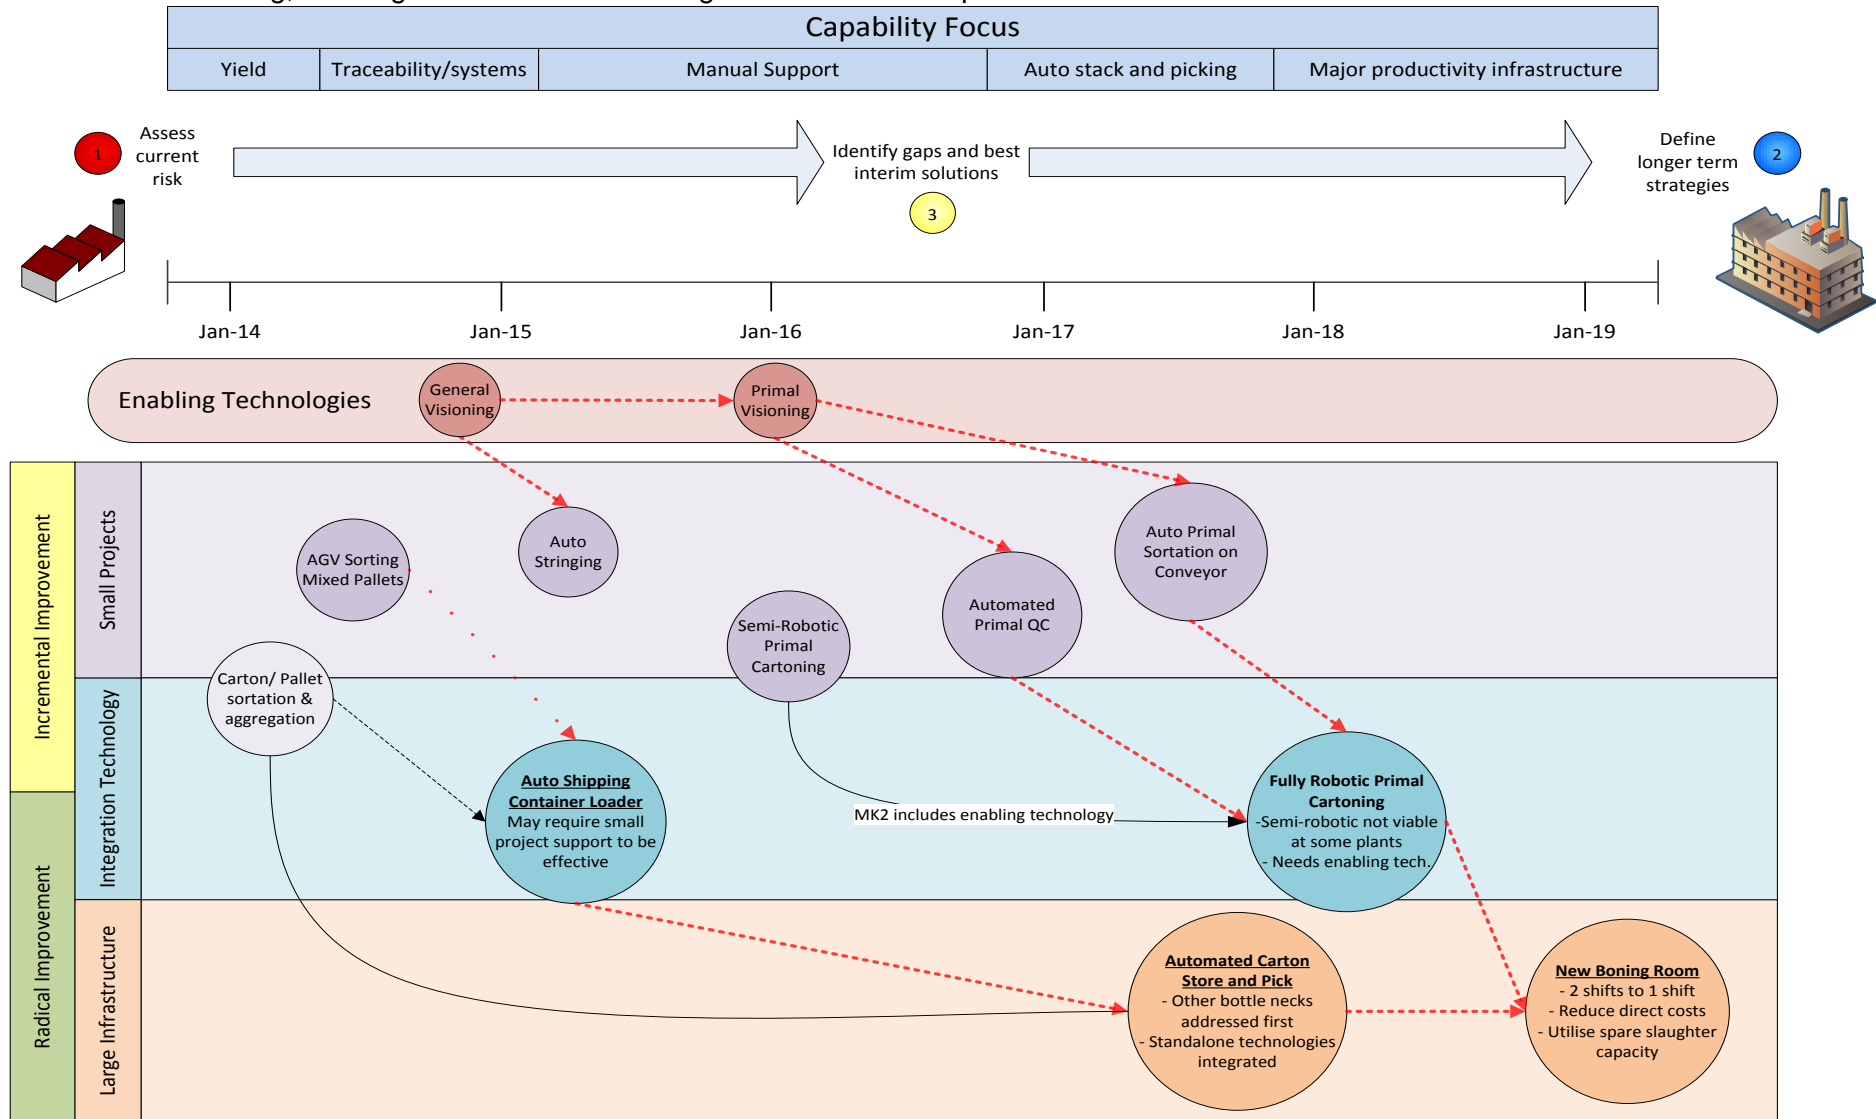 Capability Focus
Yield
Traceability/systems
Manual Support
Auto stack and picking
Major productivity infrastructure
1
Assess
current
risk
Identify gaps and best
interim solutions
3
Define
longer term
strategies
2
Jan-14
Jan-15
Jan-16
Jan-17
Jan-18
Jan-19
Enabling Technologies
General
Visioning
Primal
Visioning
Incremental Improvement
Radical Improvement
Small Projects
Integration Technology
Large Infrastructure
AGV Sorting
Mixed Pallets
Auto
Stringing
Auto Primal
Sortation on
Conveyor
Automated
Primal QC
Semi-Robotic
Primal
Cartoning
Carton/ Pallet
sortation &
aggregation
Auto Shipping
Container Loader
May require small
project support to be
effective
MK2 includes enabling technology
Fully Robotic Primal
Cartoning
-Semi-robotic not viable
at some plants
- Needs enabling tech.
Automated Carton
Store and Pick
- Other bottle necks
addressed first
- Standalone technologies
integrated
New Boning Room
- 2 shifts to 1 shift
- Reduce direct costs
- Utilise spare slaughter
capacity